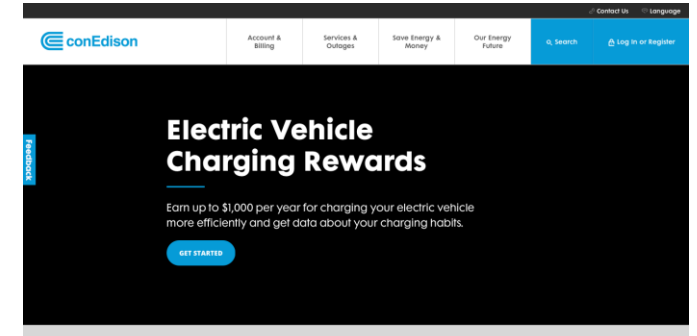 Contact Us Language
conEdison
Account & Billing
Services & Outages
Save Energy & Money
Our Energy Future
Search
Log In or Register
Feedback
Electric Vehicle
Charging Rewards
Earn up to $1,000 per year for charging your electric vehicle
more efficiently and get data about your charging habits.
GET STARTED